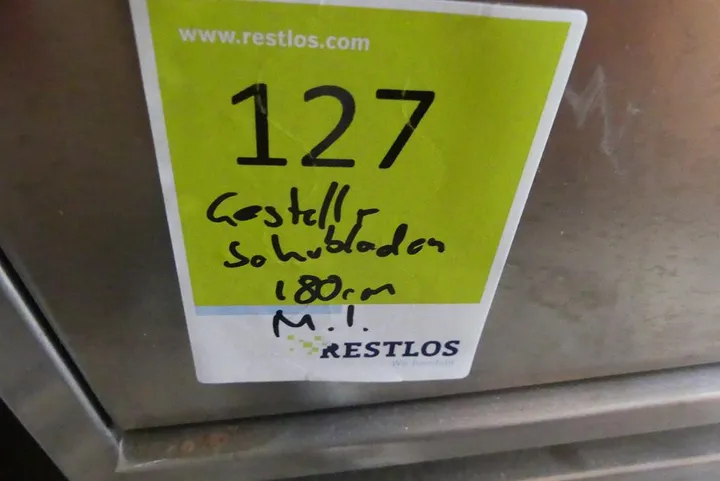 www.restlos.com
127
Gestell +
Schubladen
180cm
M.I.
RESTLOS